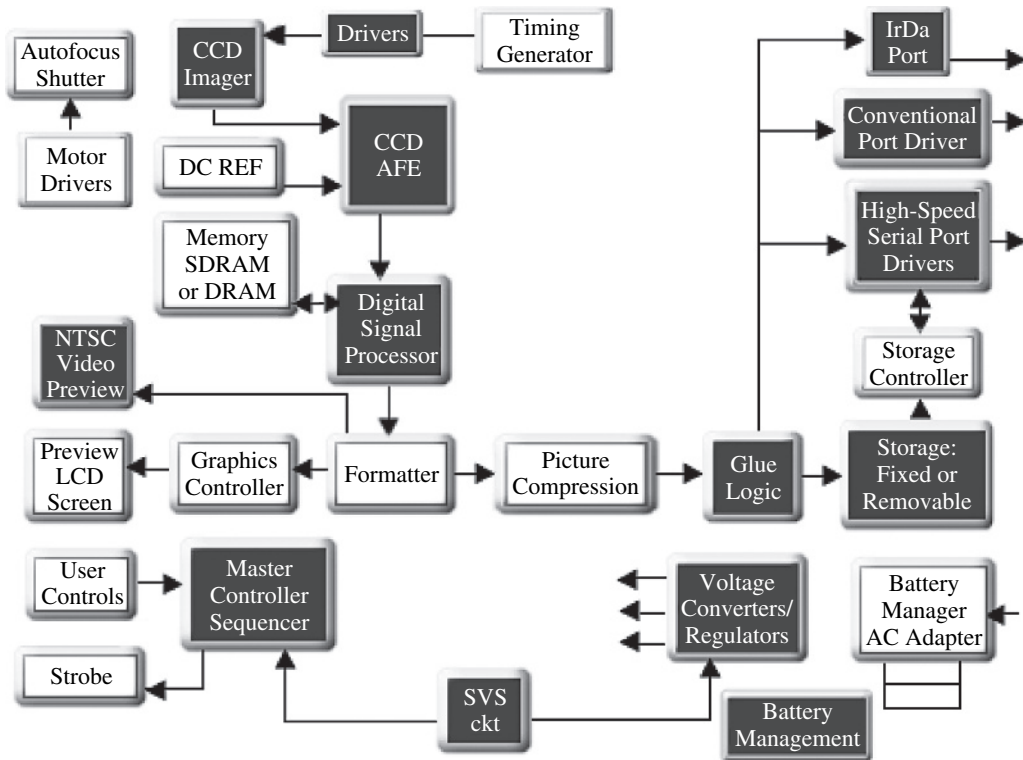 Autofocus
Shutter
Motor
Drivers
CCD
Imager
Drivers
Timing
Generator
DC REF
CCD
AFE
Memory
SDRAM
or DRAM
Digital
Signal
Processor
NTSC
Video
Preview
Preview
LCD
Screen
Graphics
Controller
Formatter
Picture
Compression
Glue
Logic
IrDa
Port
Conventional
Port Driver
High-Speed
Serial Port
Drivers
Storage
Controller
Storage:
Fixed or
Removable
User
Controls
Master
Controller
Sequencer
Strobe
SVS
ckt
Voltage
Converters/
Regulators
Battery
Management
Battery
Manager
AC Adapter